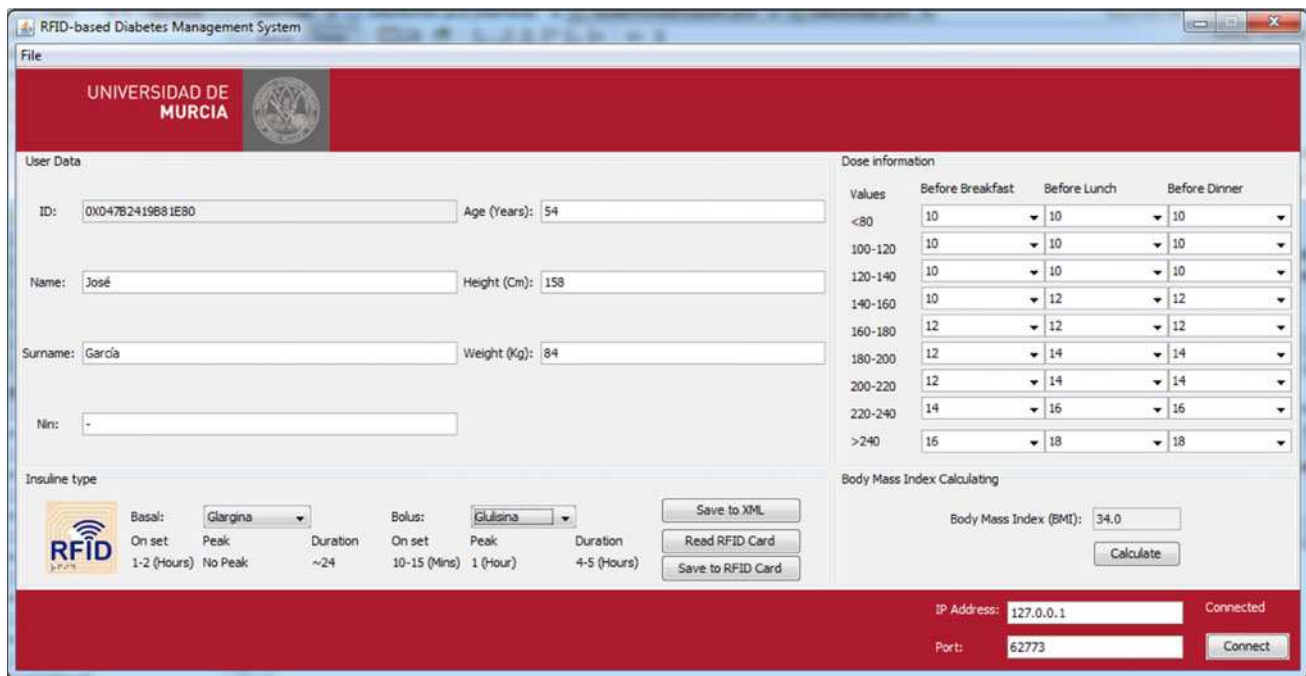 RFID-based Diabetes Management System
File
UNIVERSIDAD DE
MURCIA
User Data
ID: 0X047B2419B81E80 Age (Years): 54
Name: José Height (Cm): 158
Surname: García Weight (Kg): 84
Nin: -
Dose information
Values Before Breakfast Before Lunch Before Dinner
<80 10 10 10
100-120 10 10 10
120-140 10 10 10
140-160 10 12 12
160-180 12 12 12
180-200 12 14 14
200-220 12 14 14
220-240 14 16 16
>240 16 18 18
Insuline type
RFID
Basal: Glargina Bolus: Glulisina
On set Peak Duration On set Peak Duration
1-2 (Hours) No Peak ~24 10-15 (Mins) 1 (Hour) 4-5 (Hours)
Save to XML
Read RFID Card
Save to RFID Card
Body Mass Index Calculating
Body Mass Index (BMI): 34.0
Calculate
IP Address: 127.0.0.1 Connected
Port: 62773 Connect